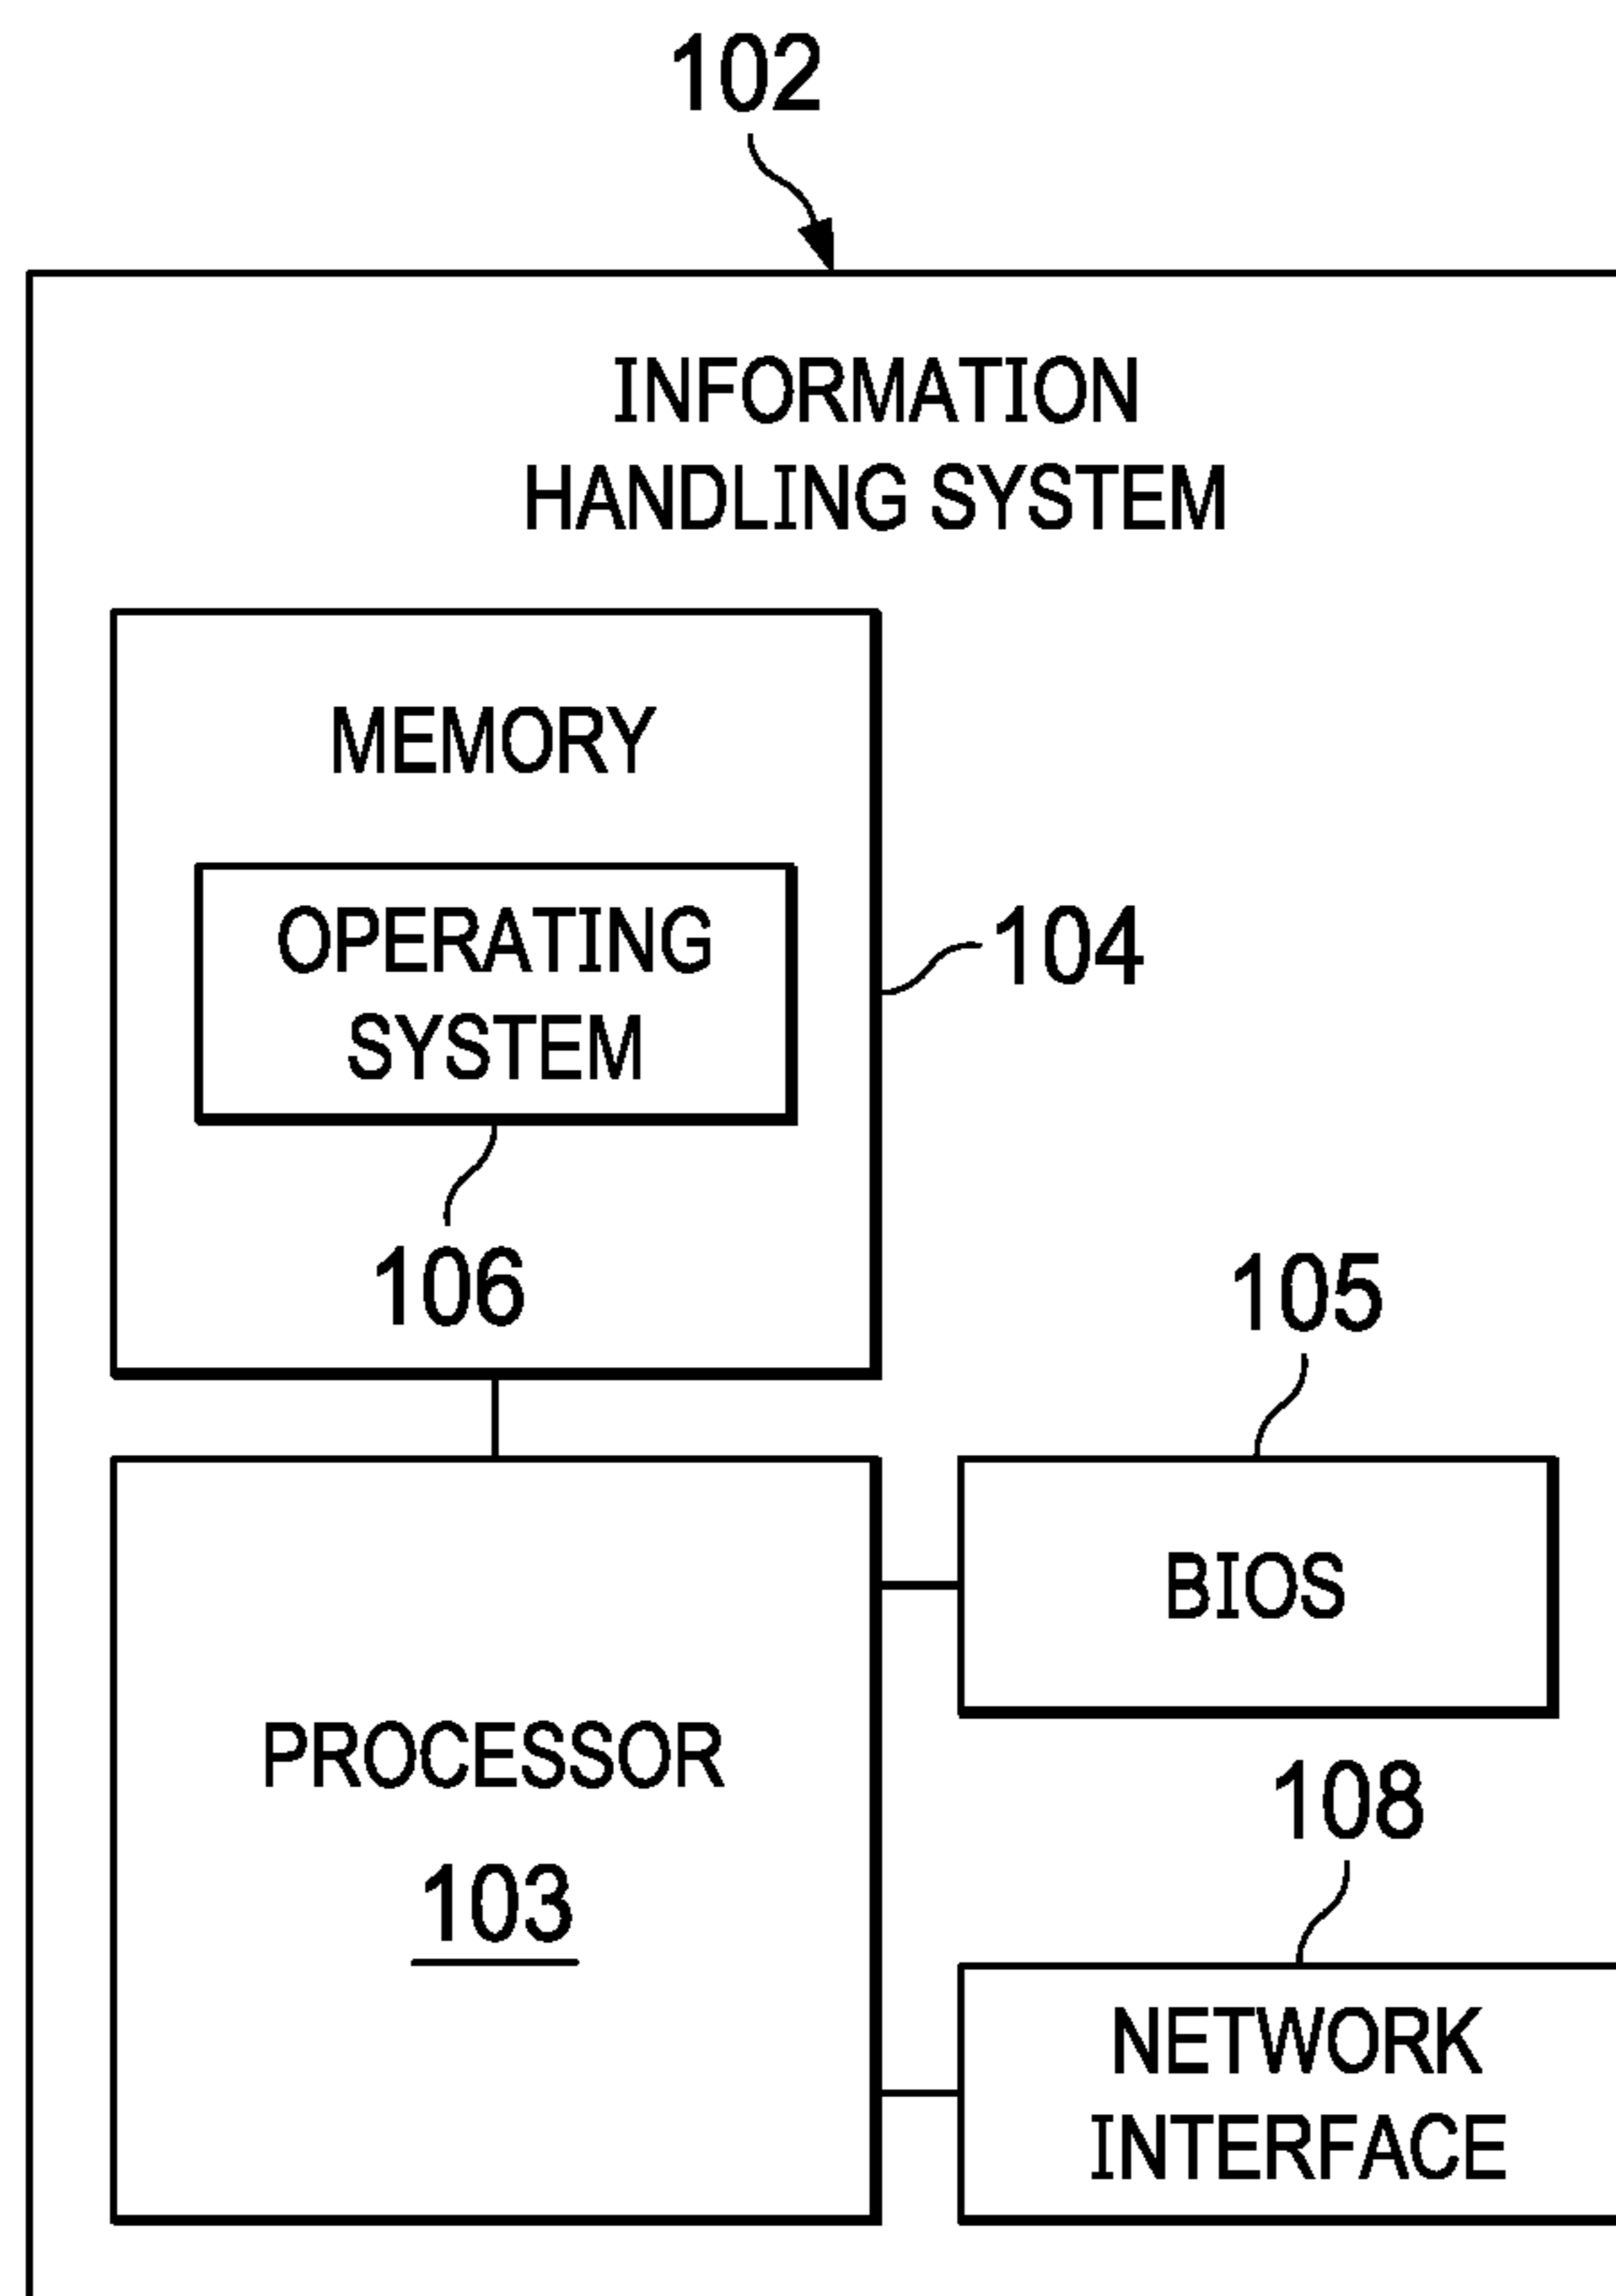 102
INFORMATION
HANDLING SYSTEM
MEMORY
OPERATING
SYSTEM
104
106
105
BIOS
PROCESSOR
103
108
NETWORK
INTERFACE